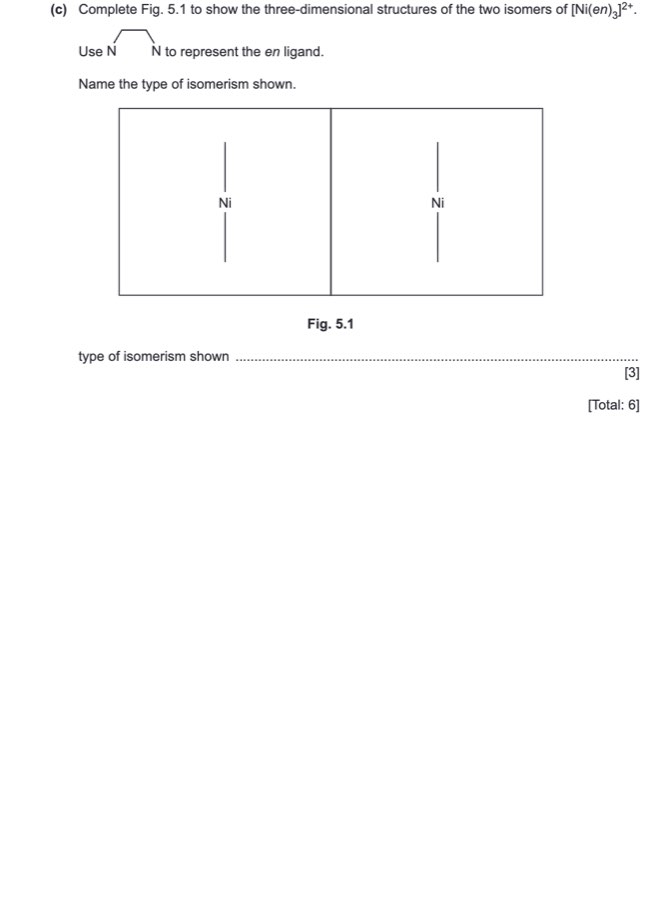 (c) Complete Fig. 5.1 to show the three-dimensional structures of the two isomers of [Ni(en)₃]²⁺.
Use N N to represent the en ligand.
Name the type of isomerism shown.
Ni Ni
Fig. 5.1
type of isomerism shown ....................................................................................................
[3]
[Total: 6]